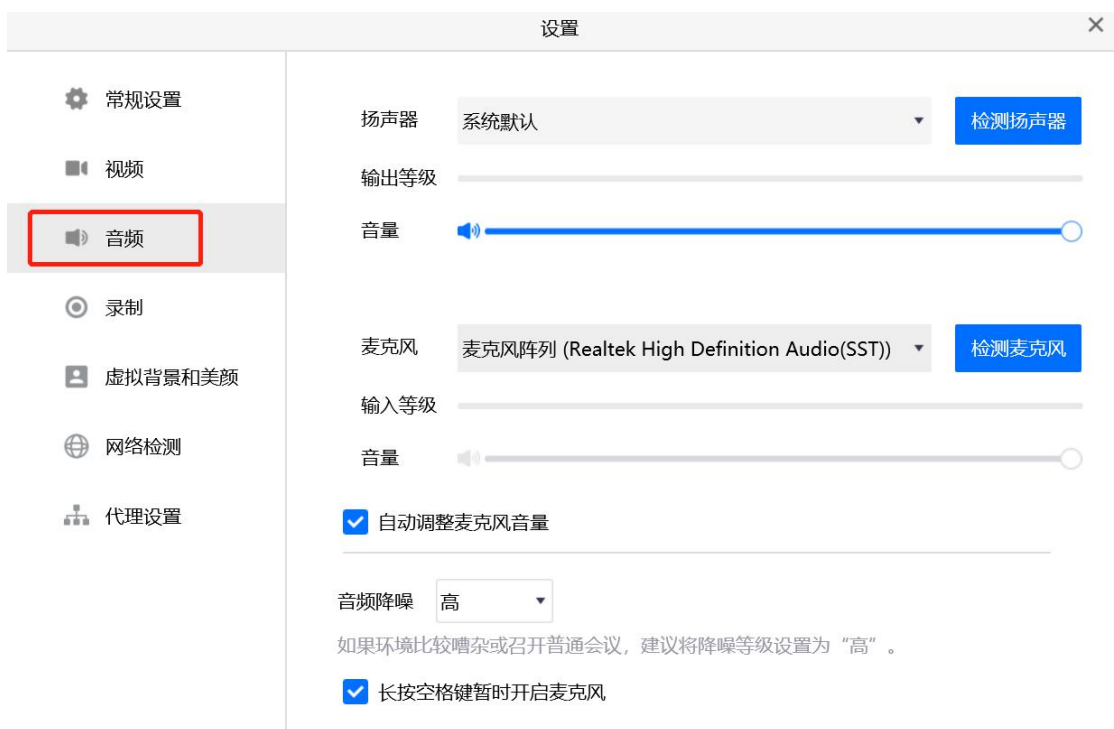 设置
常规设置
视频
音频
录制
虚拟背景和美颜
网络检测
代理设置
扬声器 系统默认 检测扬声器
输出等级
音量
麦克风 麦克风阵列 (Realtek High Definition Audio(SST)) 检测麦克风
输入等级
音量
自动调整麦克风音量
音频降噪 高
如果环境比较嘈杂或召开普通会议，建议将降噪等级设置为“高”。
长按空格键暂时开启麦克风